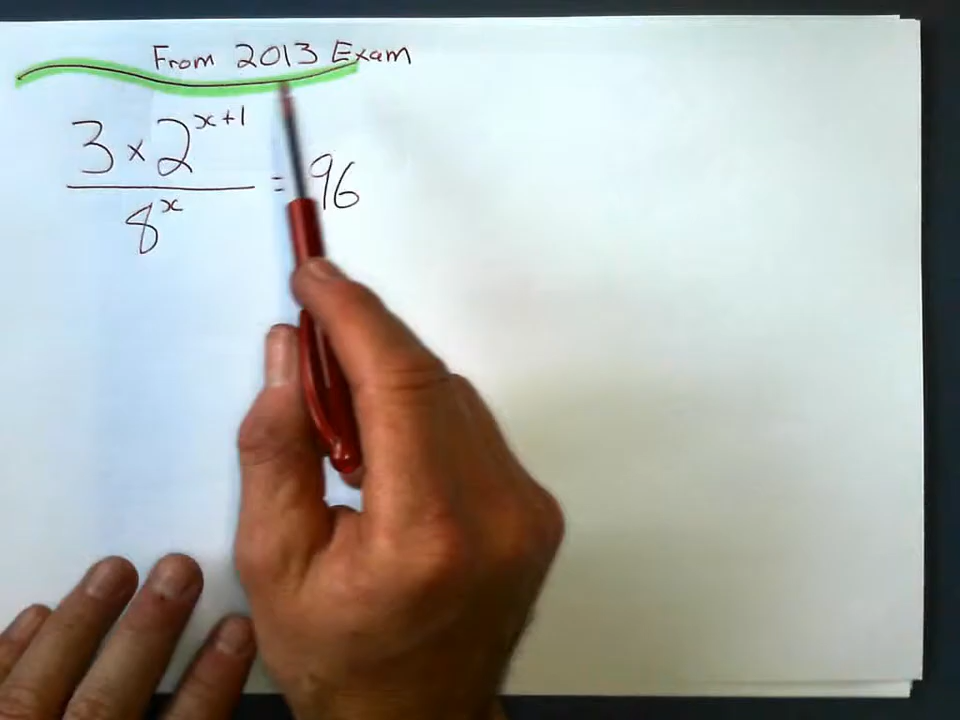 From 2013 Exam
3 × 2^{x+1}
/ 8^x = 96